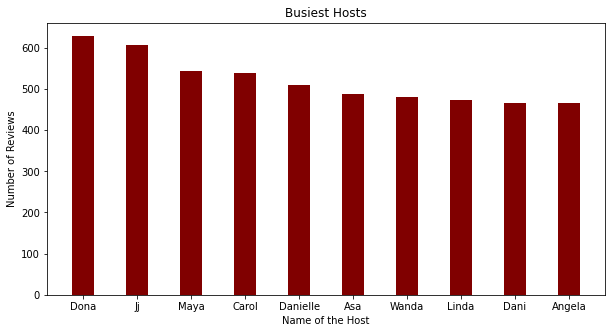 Busiest Hosts
Number of Reviews
600
500
400
300
200
100
0
Dona Jj Maya Carol Danielle Asa Wanda Linda Dani Angela
Name of the Host